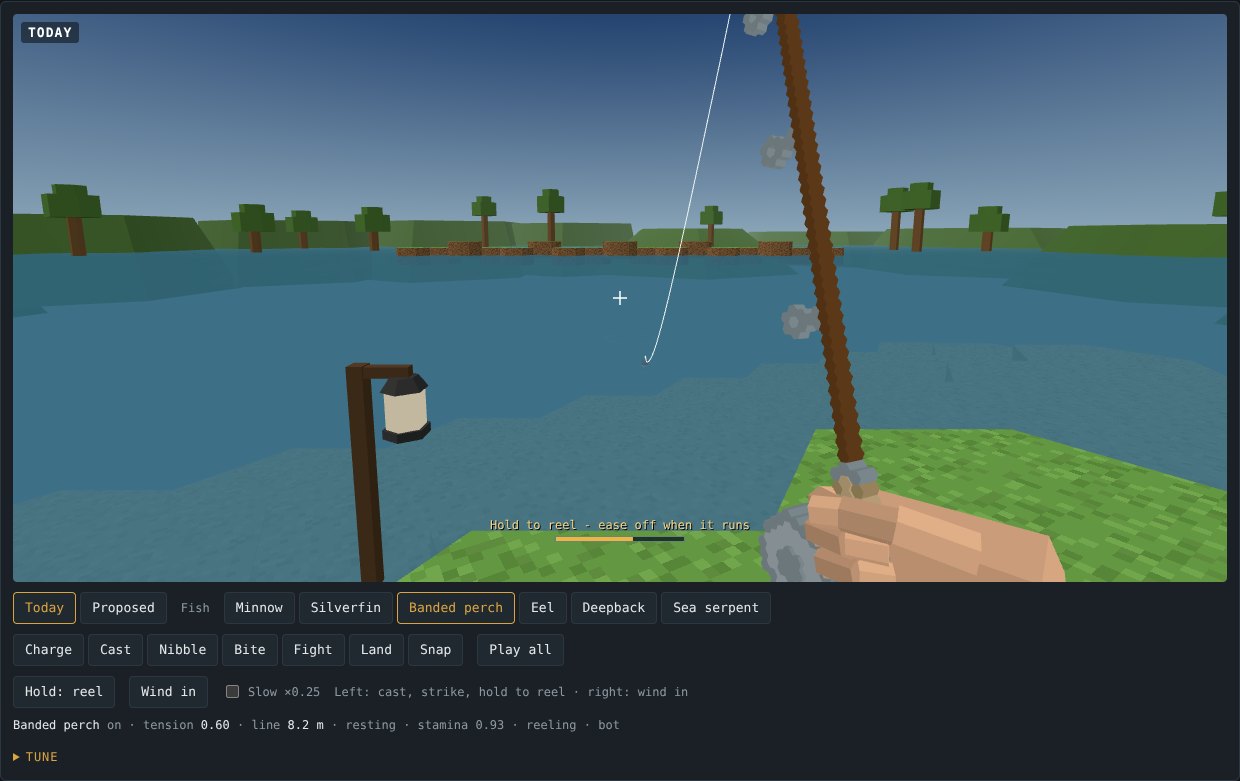 TODAY
Hold to reel - ease off when it runs
Today Proposed Fish Minnow Silverfin Banded perch Eel Deepback Sea serpent
Charge Cast Nibble Bite Fight Land Snap Play all
Hold: reel Wind in Slow ×0.25 Left: cast, strike, hold to reel · right: wind in
Banded perch on · tension 0.60 · line 8.2 m · resting · stamina 0.93 · reeling · bot
TUNE